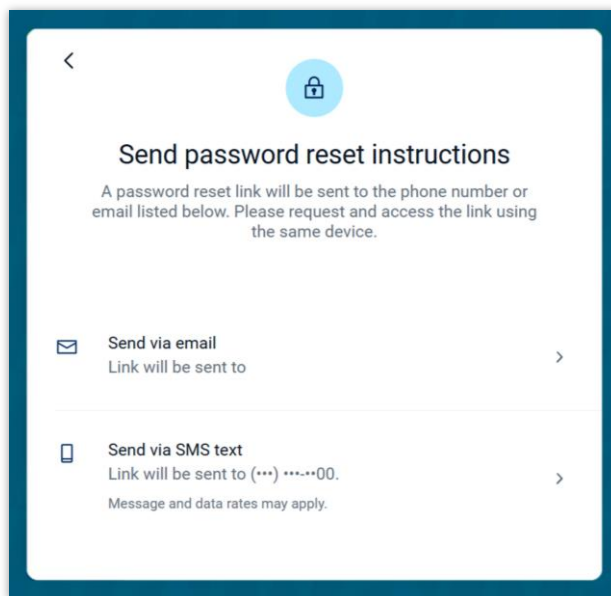 Send password reset instructions
A password reset link will be sent to the phone number or
email listed below. Please request and access the link using
the same device.
Send via email
Link will be sent to
Send via SMS text
Link will be sent to (•••) •••-••00.
Message and data rates may apply.